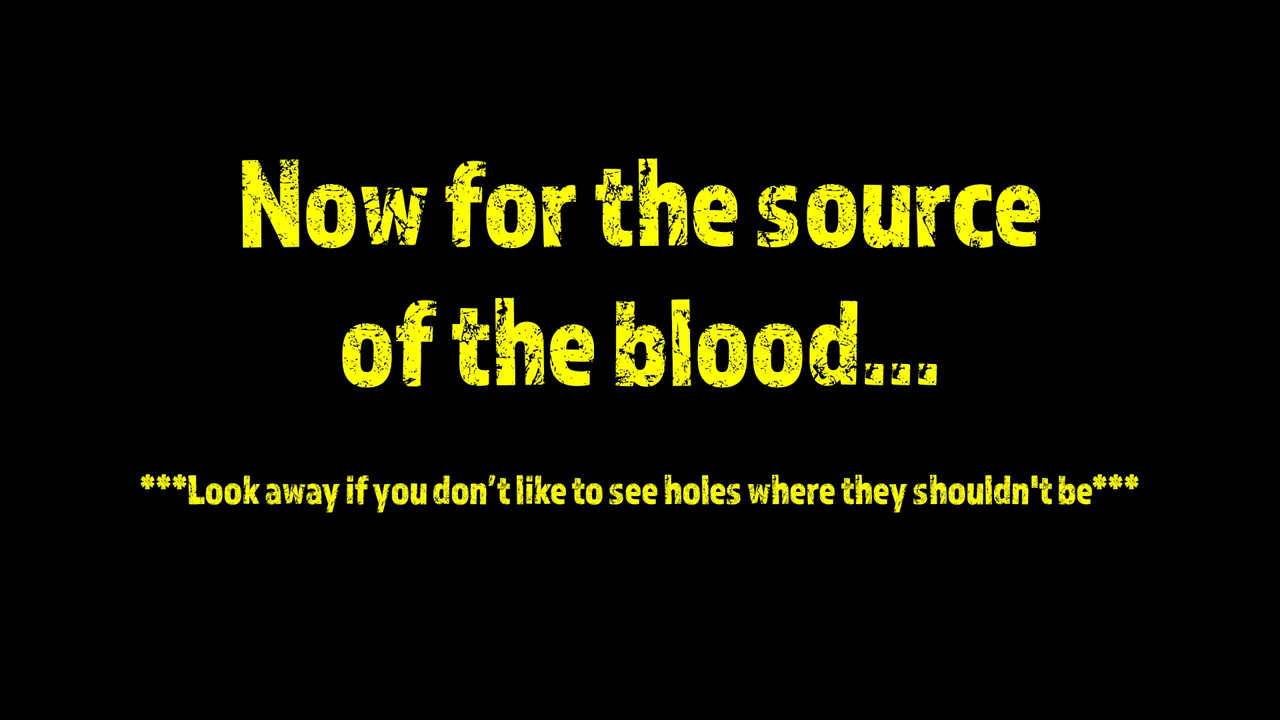 Now for the source
of the blood...
***Look away if you don’t like to see holes where they shouldn't be***